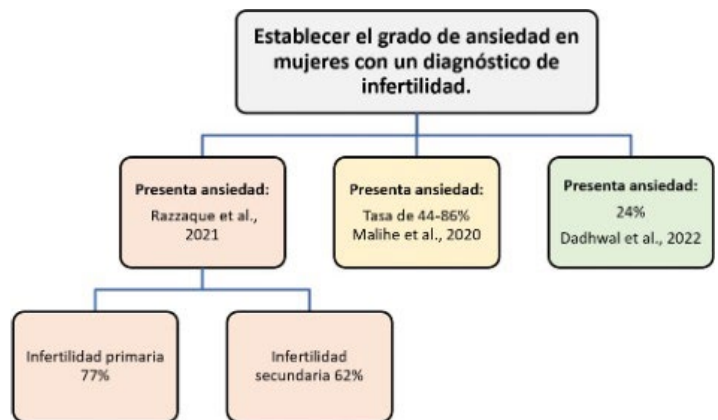 Establecer el grado de ansiedad en
mujeres con un diagnóstico de
infertilidad.
Presenta ansiedad:
Razzaque et al.,
2021
Presenta ansiedad:
Tasa de 44-86%
Malihe et al., 2020
Presenta ansiedad:
24%
Dadhwal et al., 2022
Infertilidad primaria
77%
Infertilidad
secundaria 62%